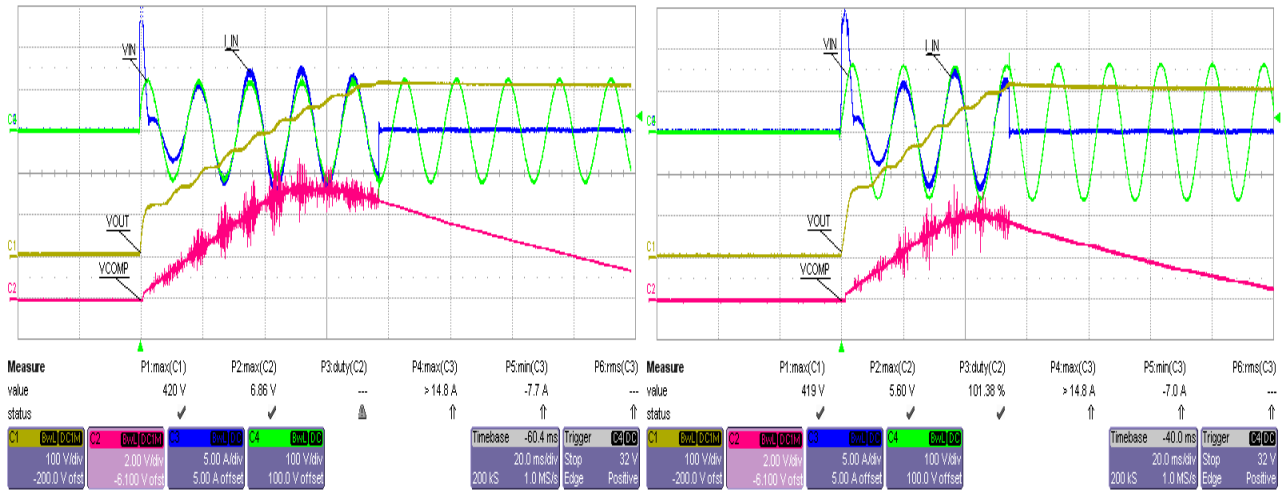 VIN
I_IN
C3
VOUT
C1
VCOMP
C2
Measure P1:max(C1) P2:max(C2) P3:duty(C2) P4:max(C3) P5:min(C3) P6:rms(C3)
value 420 V 6.86 V --- > 14.8 A -7.7 A ---
status
C1 BwL DC1M
100 V/div
-200.0 V ofst
C2 BwL DC1M
2.00 V/div
-6.100 V ofst
BwL DC
5.00 A/div
5.00 A offset
C4 BwL DC
100 V/div
100.0 V offset
Timebase -60.4 ms
20.0 ms/div
200 kS 1.0 MS/s
Trigger C4 DC
Stop 32 V
Edge Positive
VIN
I_IN
VOUT
C1
VCOMP
C2
Measure P1:max(C1) P2:max(C2) P3:duty(C2) P4:max(C3) P5:min(C3) P6:rms(C3)
value 419 V 5.60 V 101.38 % > 14.8 A -7.0 A ---
status
C1 BwL DC1M
100 V/div
-200.0 V ofst
C2 BwL DC1M
2.00 V/div
-6.100 V ofst
BwL DC
5.00 A/div
5.00 A offset
C4 BwL DC
100 V/div
100.0 V offset
Timebase -40.0 ms
20.0 ms/div
200 kS 1.0 MS/s
Trigger C4 DC
Stop 32 V
Edge Positive